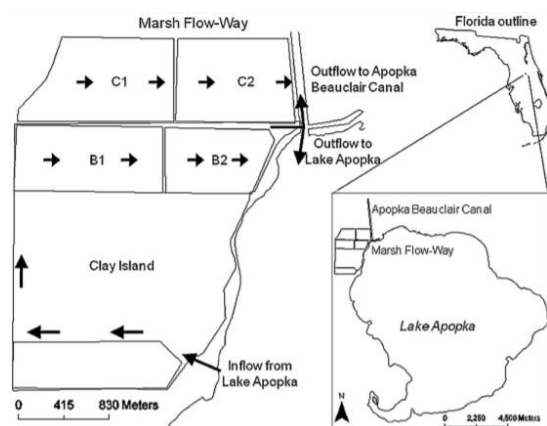 Marsh Flow-Way
Florida outline
C1
C2
Outflow to Apopka
Beauclair Canal
B1
B2
Outflow to
Lake Apopka
Apopka Beauclair Canal
Marsh Flow-Way
Clay Island
Lake Apopka
Inflow from
Lake Apopka
N
0 415 830 Meters
0 2,250 4,500 Meters